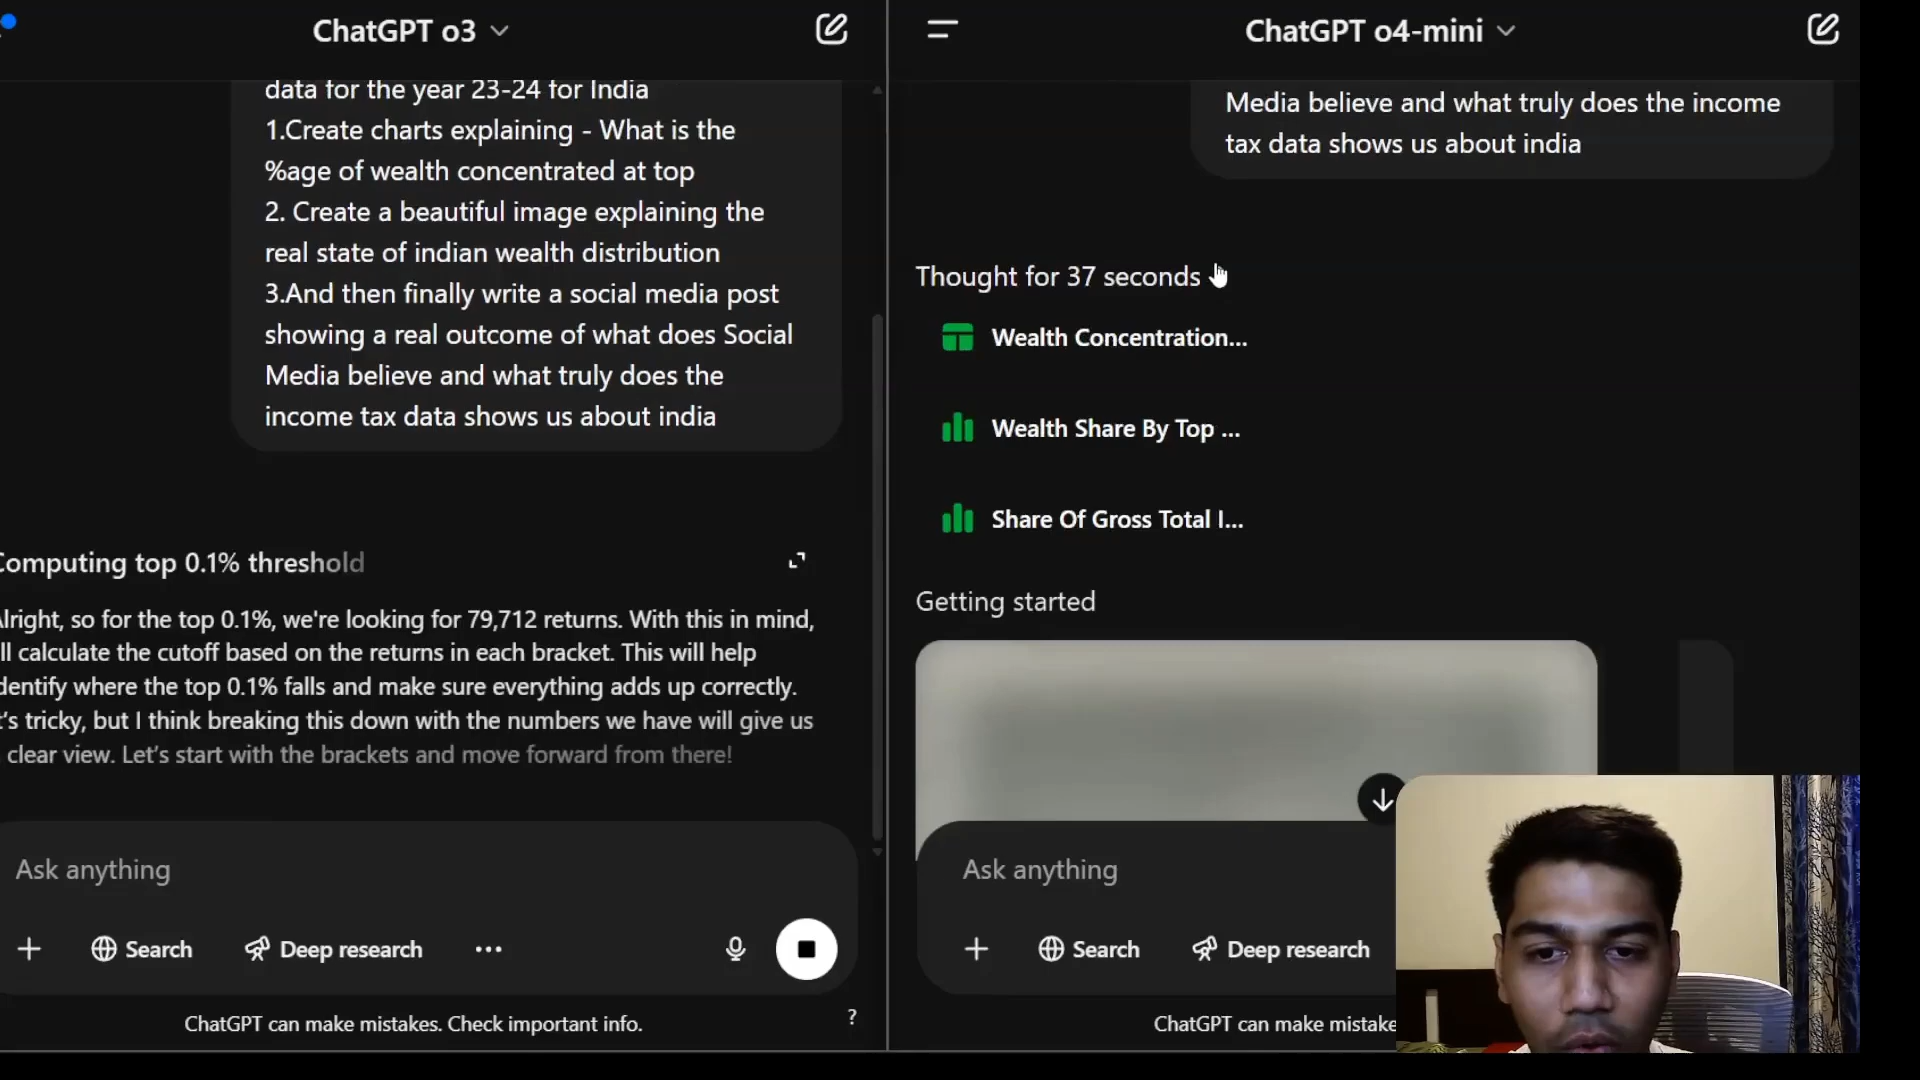 ChatGPT o3
data for the year 23-24 for India
1.Create charts explaining - What is the
%age of wealth concentrated at top
2. Create a beautiful image explaining the
real state of indian wealth distribution
3.And then finally write a social media post
showing a real outcome of what does Social
Media believe and what truly does the
income tax data shows us about india
Computing top 0.1% threshold
Alright, so for the top 0.1%, we're looking for 79,712 returns. With this in mind,
calculate the cutoff based on the returns in each bracket. This will help
identify where the top 0.1% falls and make sure everything adds up correctly.
It's tricky, but I think breaking this down with the numbers we have will give us
clear view. Let's start with the brackets and move forward from there!
Ask anything
Search
Deep research
ChatGPT can make mistakes. Check important info.
?
ChatGPT o4-mini
Media believe and what truly does the income
tax data shows us about india
Thought for 37 seconds
Wealth Concentration...
Wealth Share By Top ...
Share Of Gross Total I...
Getting started
Ask anything
Search
Deep research
ChatGPT can make mistake